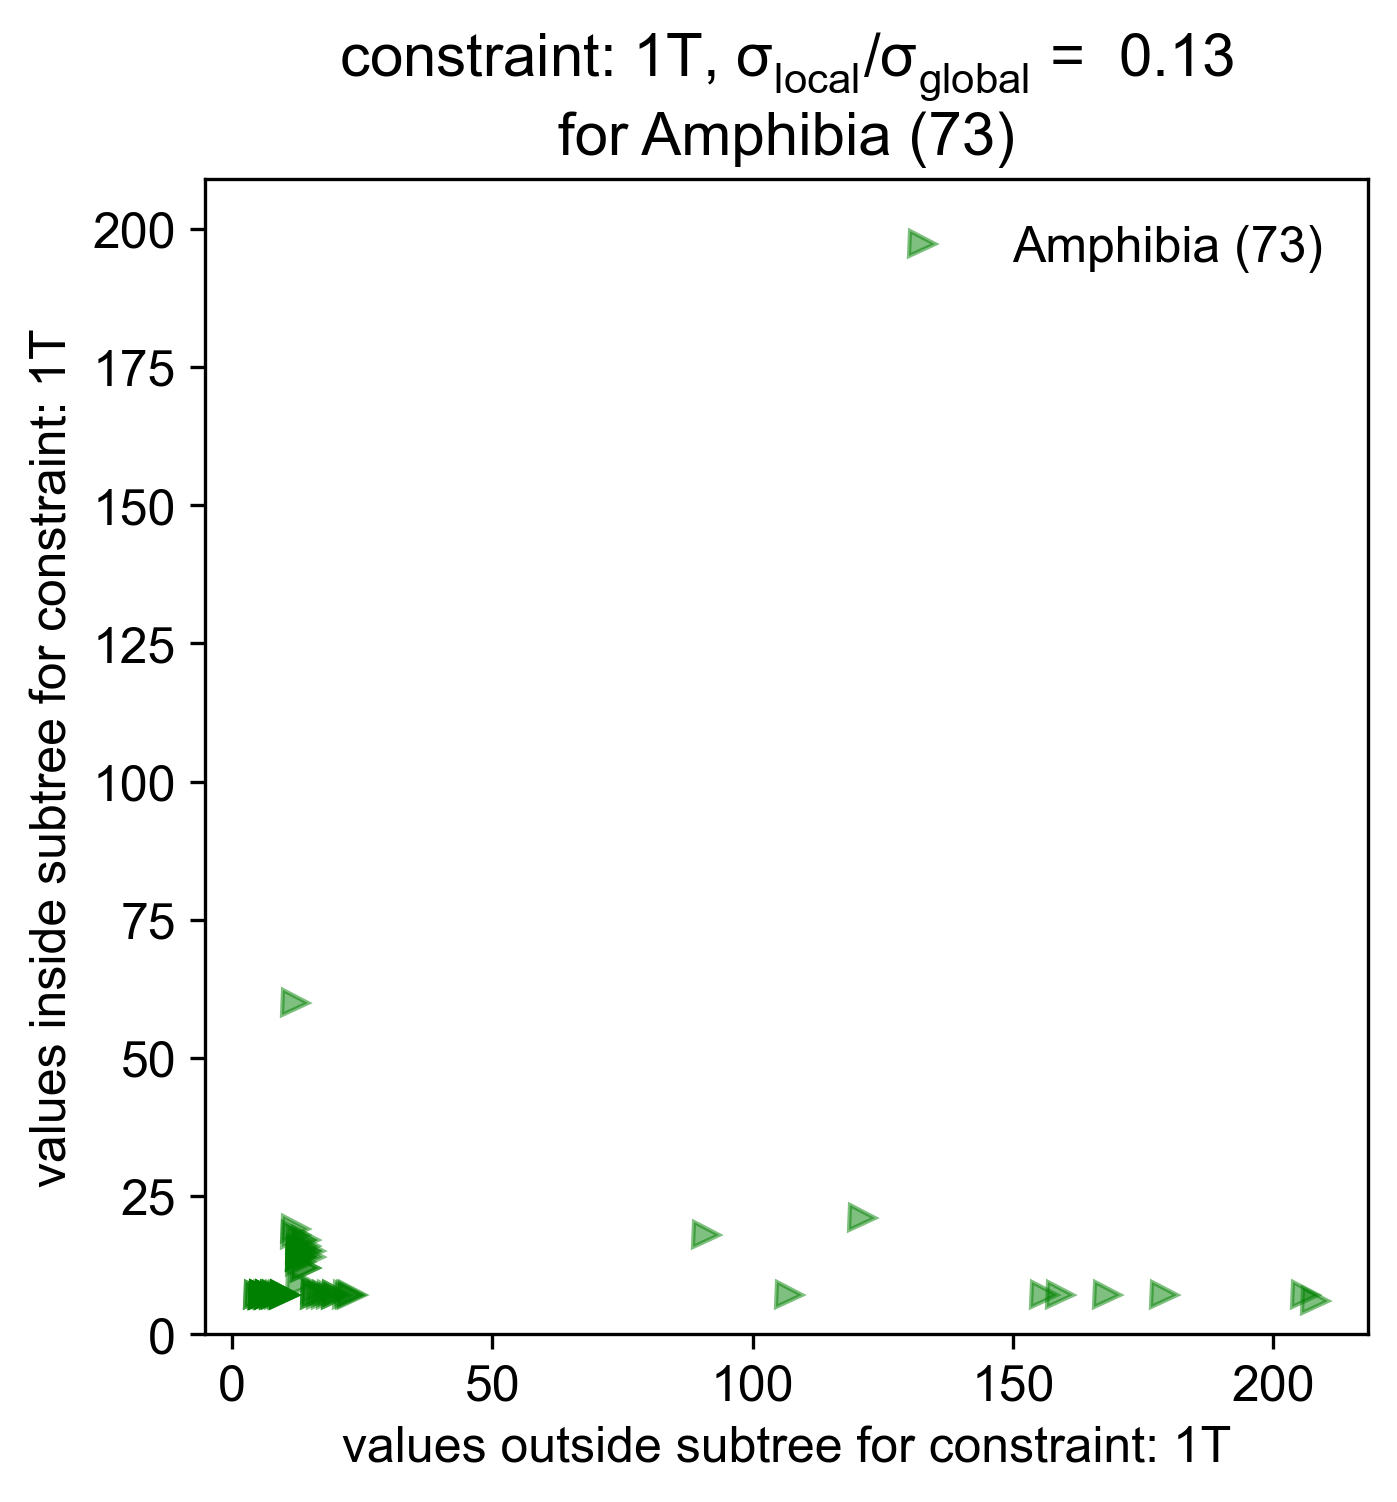 constraint: 1T, σlocal/σglobal = 0.13
for Amphibia (73)
Amphibia (73)
values inside subtree for constraint: 1T
200
175
150
125
100
75
50
25
0
0 50 100 150 200
values outside subtree for constraint: 1T